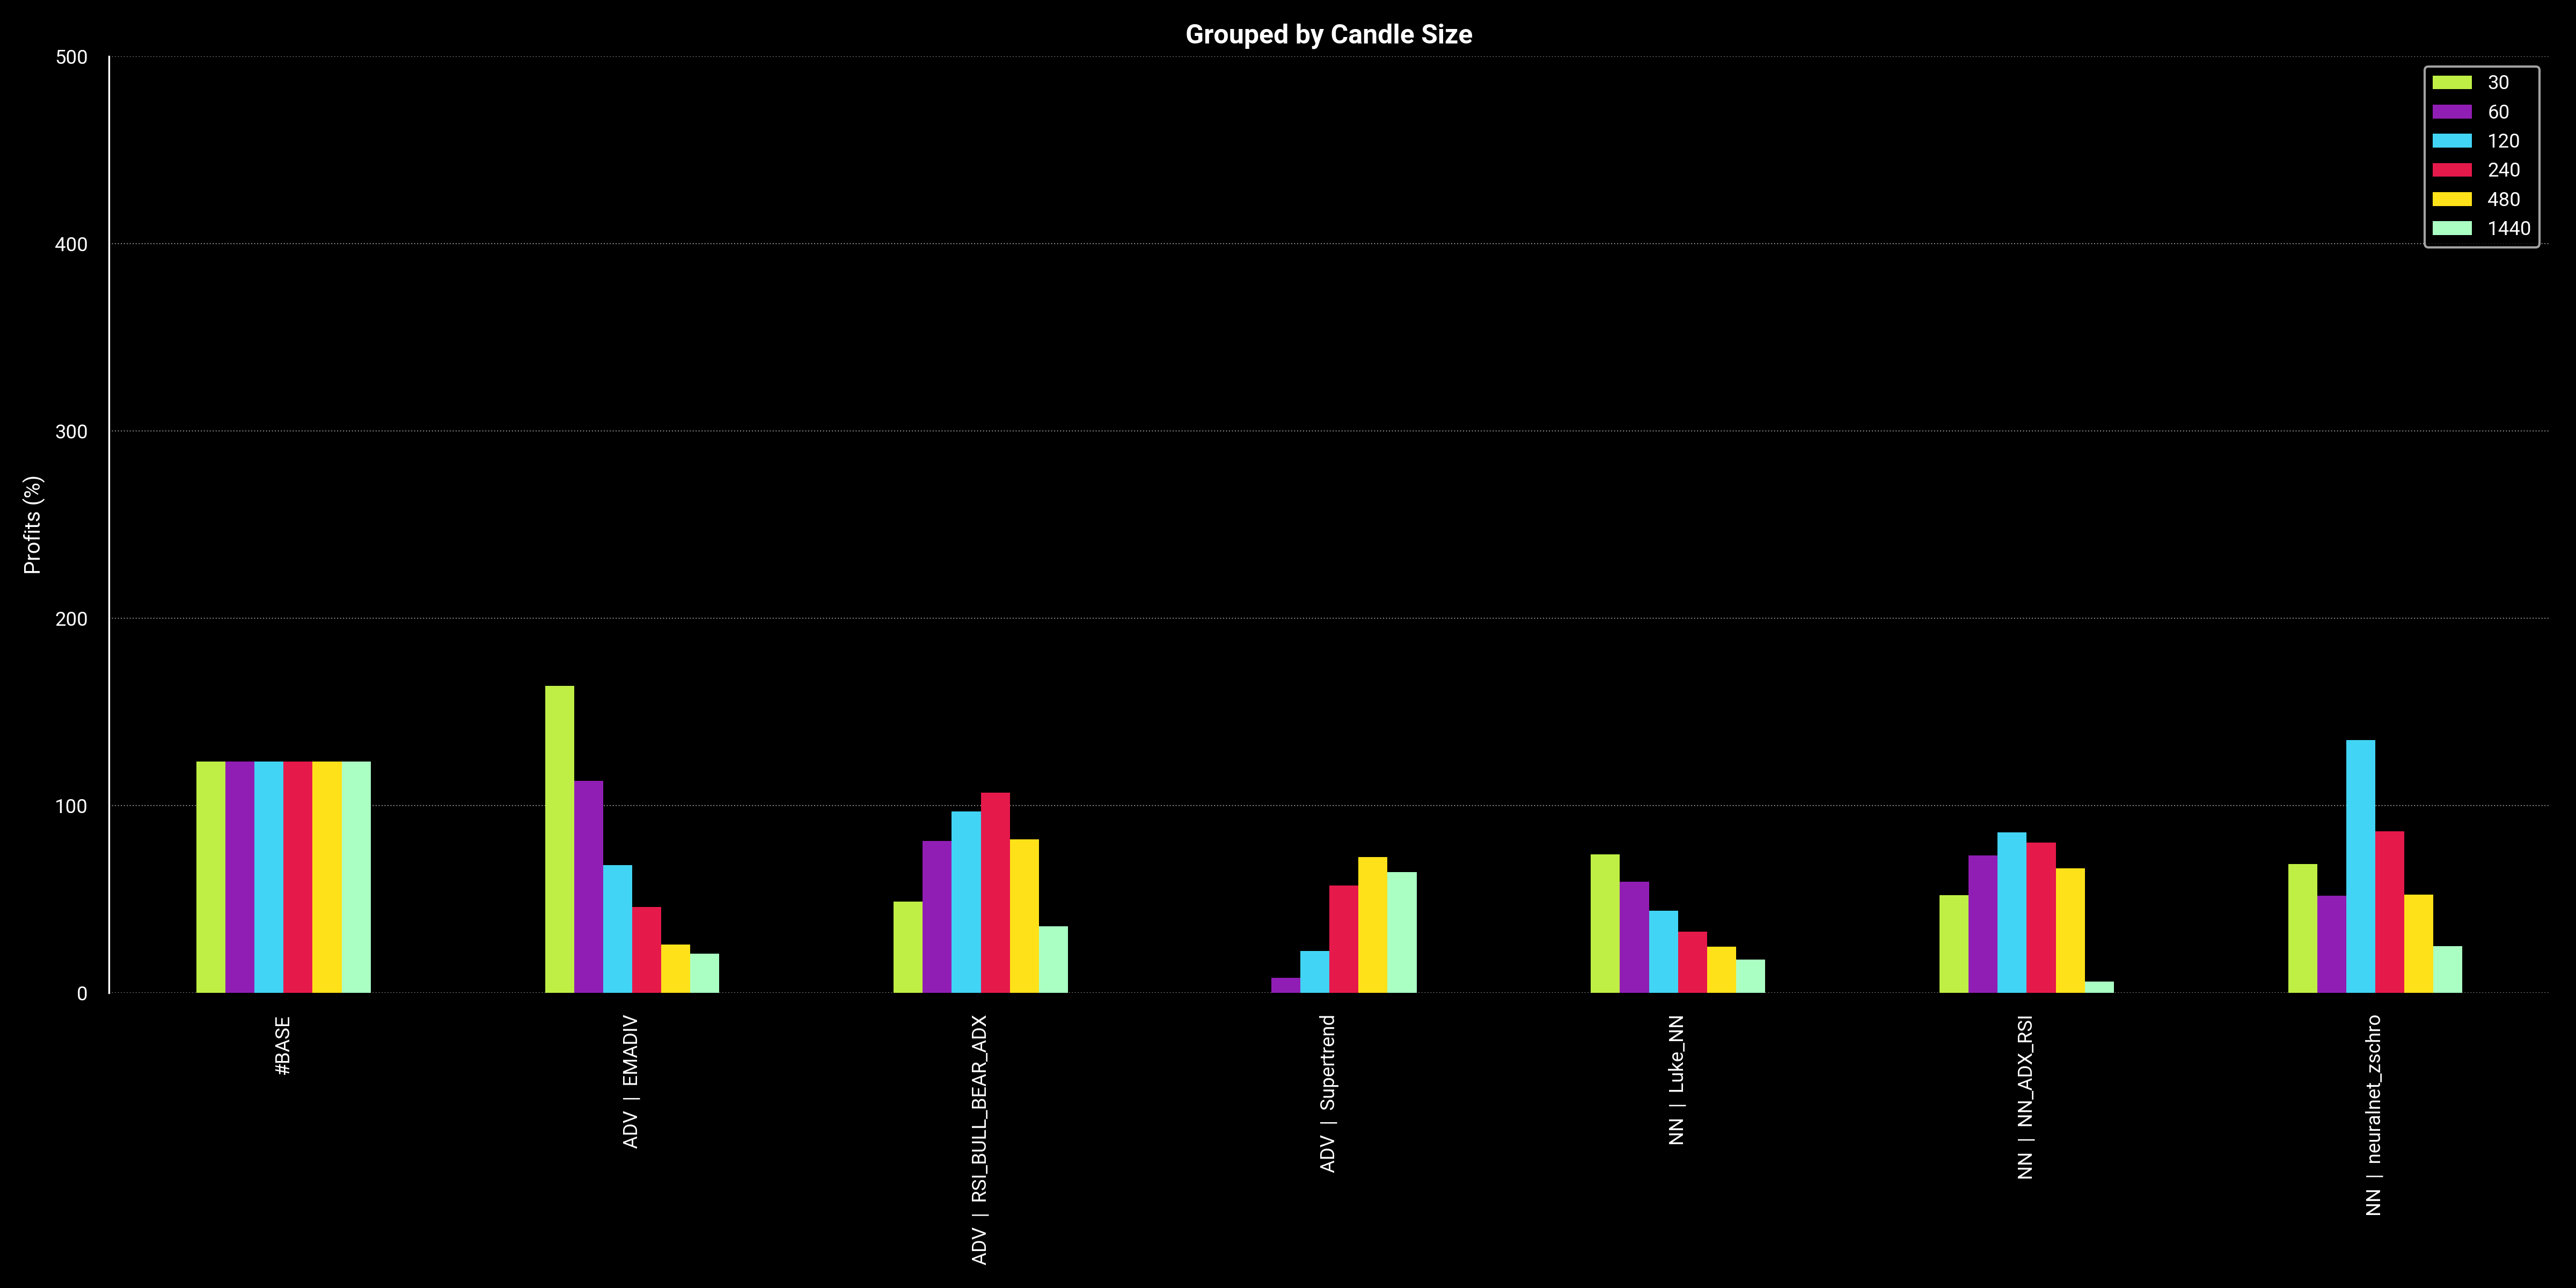 Grouped by Candle Size
500
400
300
200
100
0
Profits (%)
30
60
120
240
480
1440
#BASE
ADV | EMADIV
ADV | RSI_BULL_BEAR_ADX
ADV | Supertrend
NN | Luke_NN
NN | NN_ADX_RSI
NN | neuralnet_zschro